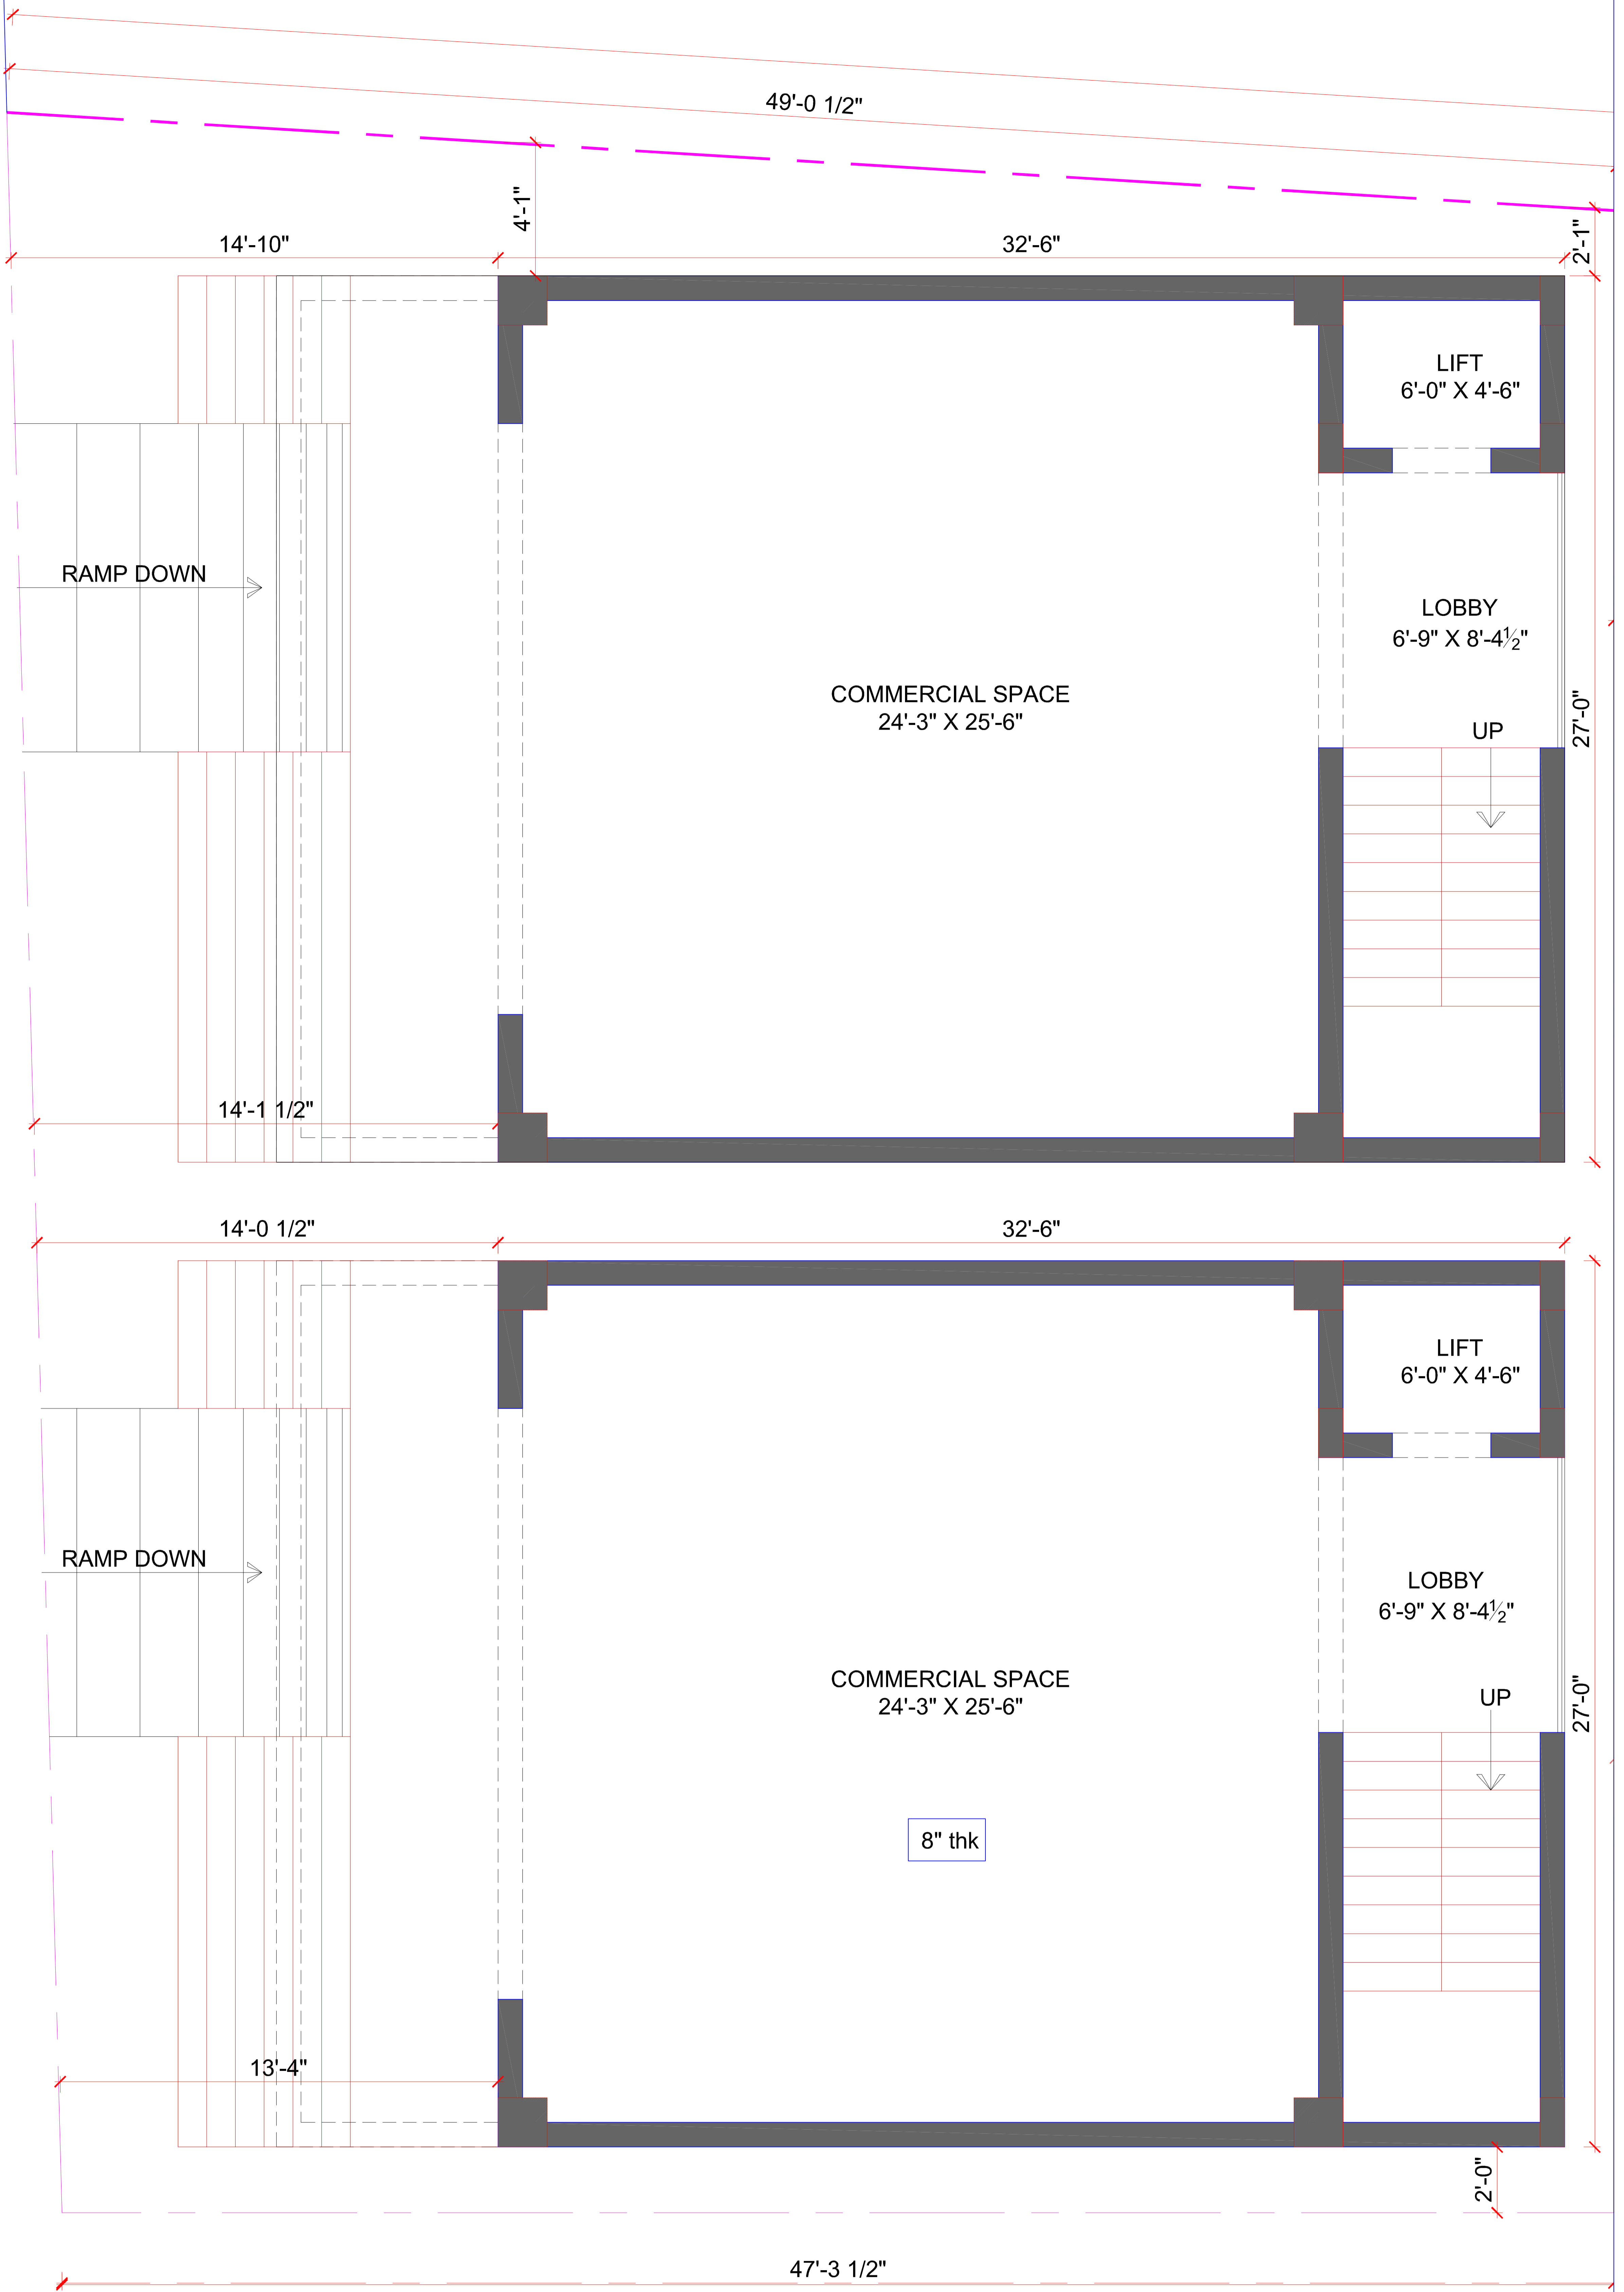 49'-0 1/2"
4'-1"
2'-1"
14'-10"
32'-6"
LIFT
6'-0" X 4'-6"
RAMP DOWN
LOBBY
6'-9" X 8'-4½"
COMMERCIAL SPACE
24'-3" X 25'-6"
27'-0"
UP
14'-1 1/2"
14'-0 1/2"
32'-6"
LIFT
6'-0" X 4'-6"
RAMP DOWN
LOBBY
6'-9" X 8'-4½"
COMMERCIAL SPACE
24'-3" X 25'-6"
27'-0"
UP
8" thk
13'-4"
2'-0"
47'-3 1/2"